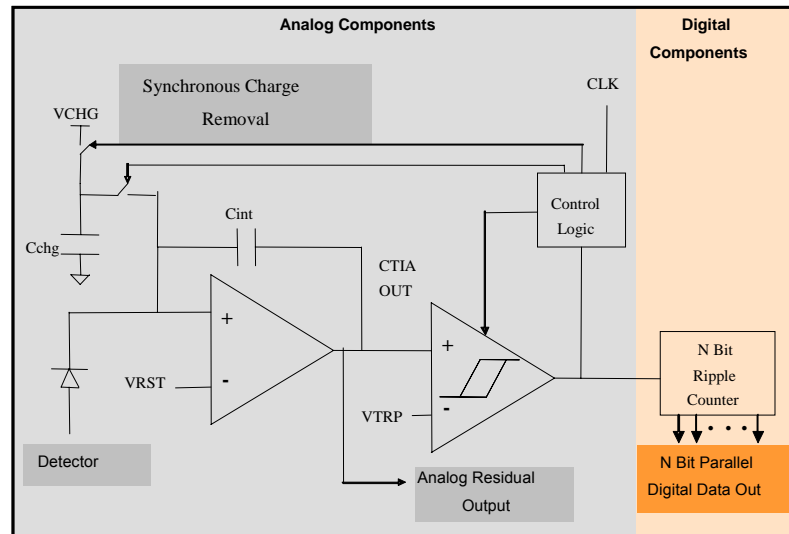 Analog Components
Digital
Components
Synchronous Charge
Removal
CLK
VCHG
Cchg
Cint
Control
Logic
CTIA
OUT
+
-
VRST
+
-
VTRP
N Bit
Ripple
Counter
Detector
Analog Residual
Output
N Bit Parallel
Digital Data Out